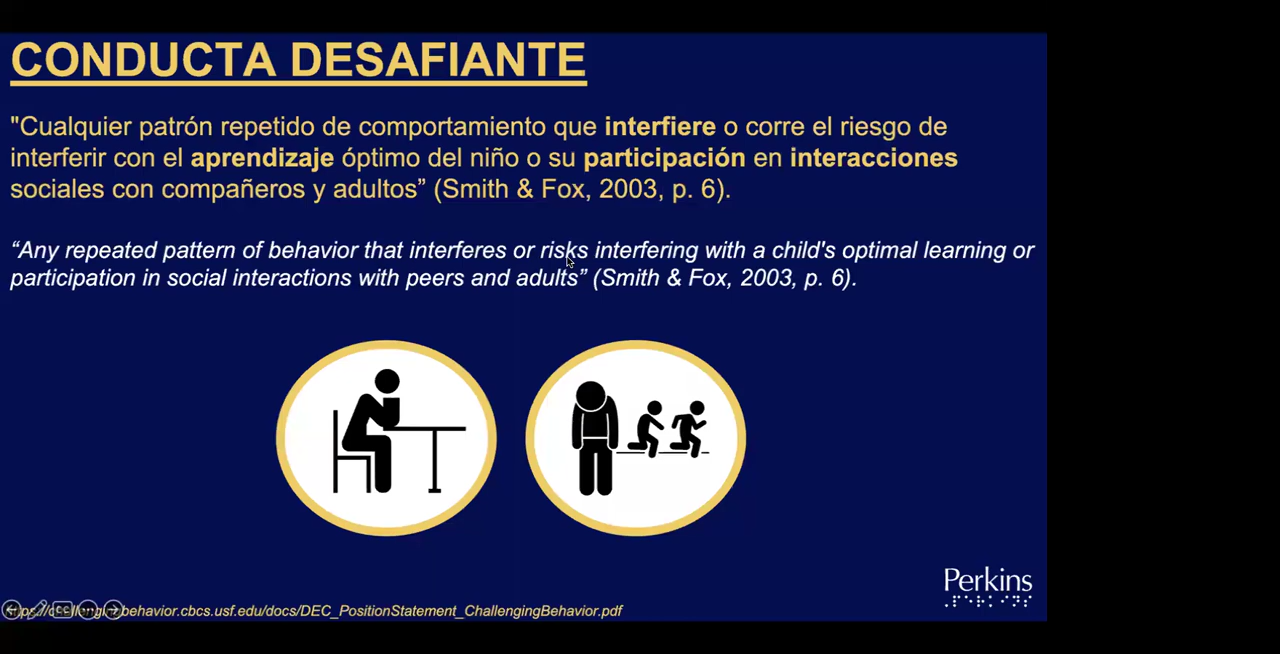 CONDUCTA DESAFIANTE
"Cualquier patrón repetido de comportamiento que interfiere o corre el riesgo de
interferir con el aprendizaje óptimo del niño o su participación en interacciones
sociales con compañeros y adultos” (Smith & Fox, 2003, p. 6).
“Any repeated pattern of behavior that interferes or risks interfering with a child's optimal learning or
participation in social interactions with peers and adults” (Smith & Fox, 2003, p. 6).
Perkins
behavior.cbcs.usf.edu/docs/DEC_PositionStatement_ChallengingBehavior.pdf